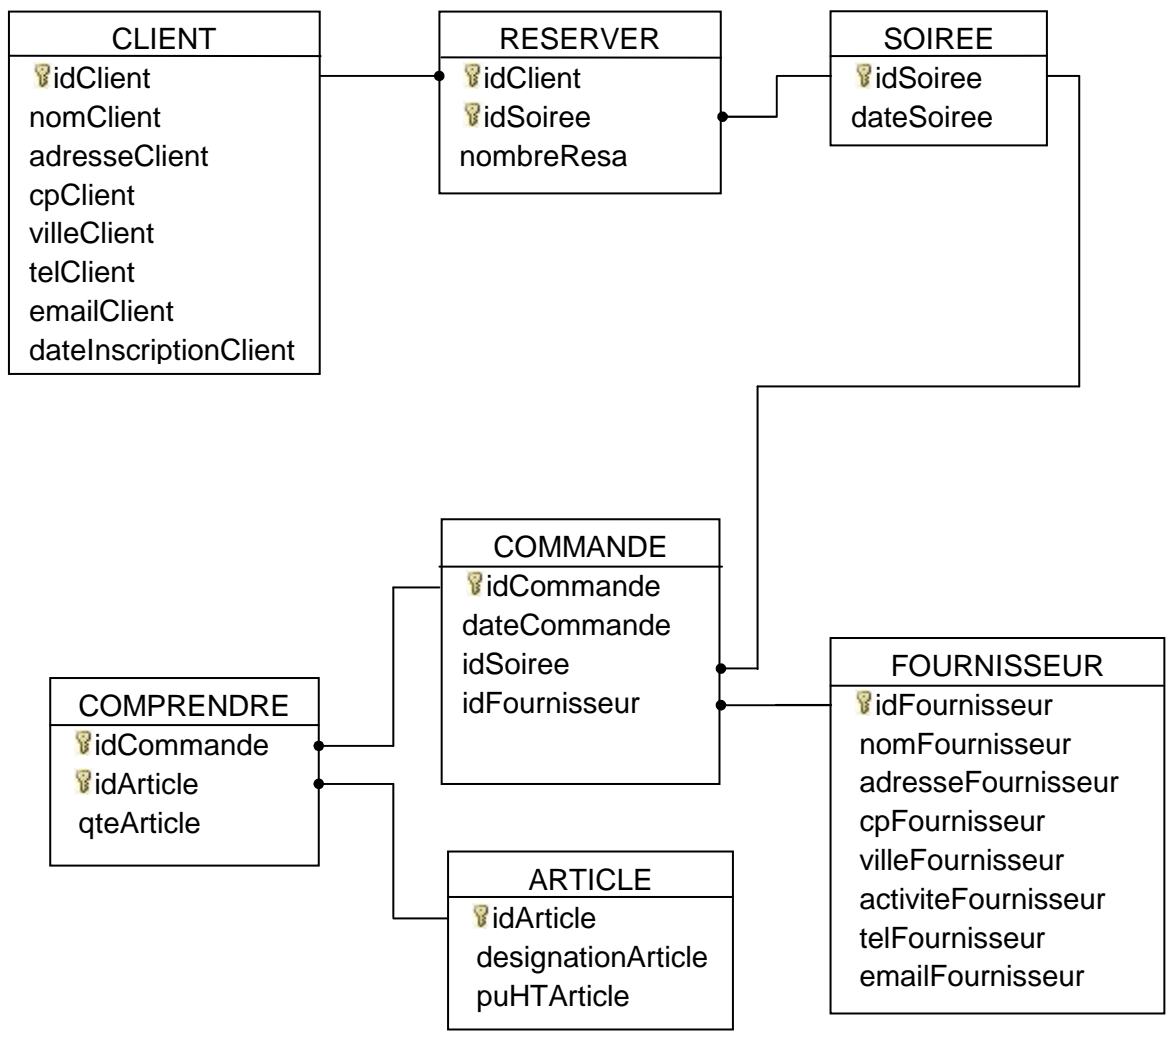 CLIENT
idClient
nomClient
adresseClient
cpClient
villeClient
telClient
emailClient
dateInscriptionClient
RESERVER
idClient
idSoiree
nombreResa
SOIREE
idSoiree
dateSoiree
COMMANDE
idCommande
dateCommande
idSoiree
idFournisseur
FOURNISSEUR
idFournisseur
nomFournisseur
adresseFournisseur
cpFournisseur
villeFournisseur
activiteFournisseur
telFournisseur
emailFournisseur
COMPRENDRE
idCommande
idArticle
qteArticle
ARTICLE
idArticle
designationArticle
puHTArticle